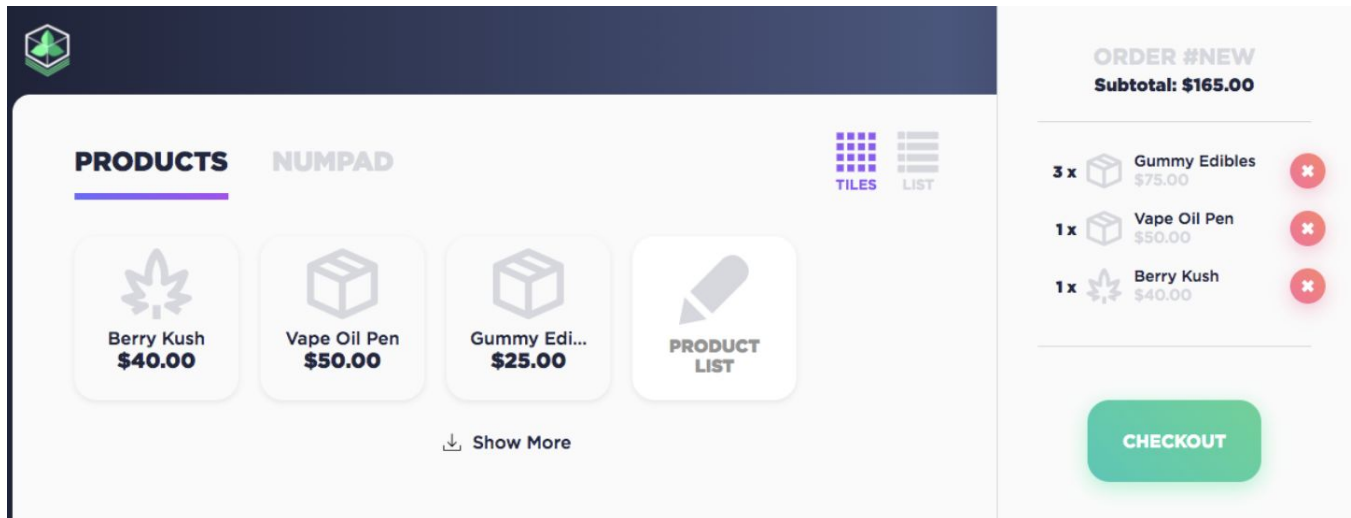 PRODUCTS
NUMPAD
TILES
LIST
Berry Kush
$40.00
Vape Oil Pen
$50.00
Gummy Edi...
$25.00
PRODUCT
LIST
Show More
ORDER #NEW
Subtotal: $165.00
3 x
Gummy Edibles
$75.00
1 x
Vape Oil Pen
$50.00
1 x
Berry Kush
$40.00
CHECKOUT